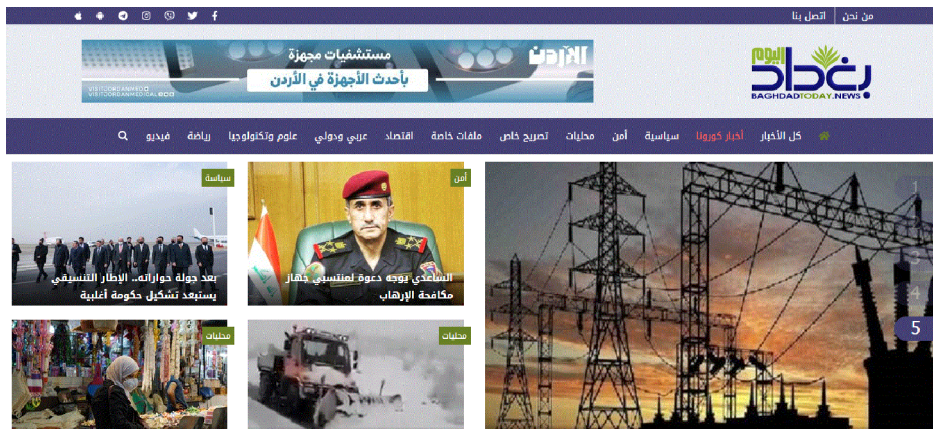 من نحن
اتصل بنا
بغداد اليوم
BAGHDADTODAY.NEWS
الأردن
مستشفيات مجهزة
بأحدث الأجهزة في الأردن
كل الأخبار
أخبار كورونا
سياسية
أمن
محليات
تصريح خاص
ملفات خاصة
اقتصاد
عربي ودولي
علوم وتكنولوجيا
رياضة
فيديو
1
3
4
5
أمن
الساعدي يوجه دعوة لمنتسبي جهاز
مكافحة الإرهاب
سياسة
بعد جولة حواراته.. الإطار التنسيقي
يستبعد تشكيل حكومة أغلبية
محليات
محليات